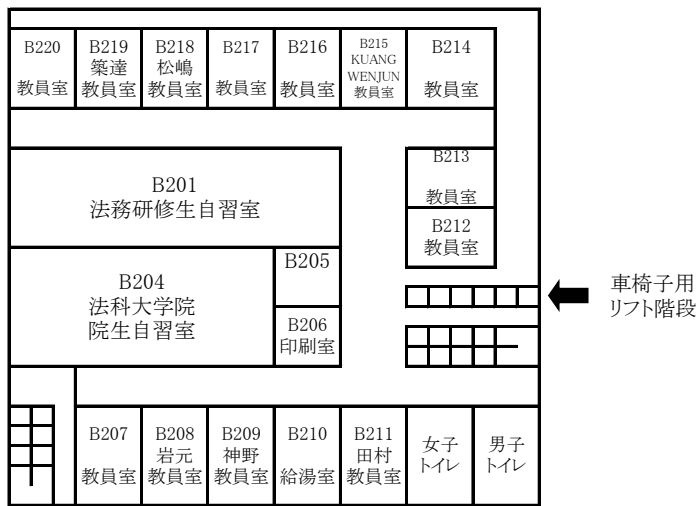 B220
教員室
B219
築達
教員室
B218
松嶋
教員室
B217
教員室
B216
教員室
B215
KUANG
WENJUN
教員室
B214
教員室
B213
教員室
B212
教員室
B201
法務研修生自習室
B204
法科大学院
院生自習室
B205
B206
印刷室
車椅子用
リフト階段
B207
教員室
B208
岩元
教員室
B209
神野
教員室
B210
給湯室
B211
田村
教員室
女子
トイレ
男子
トイレ